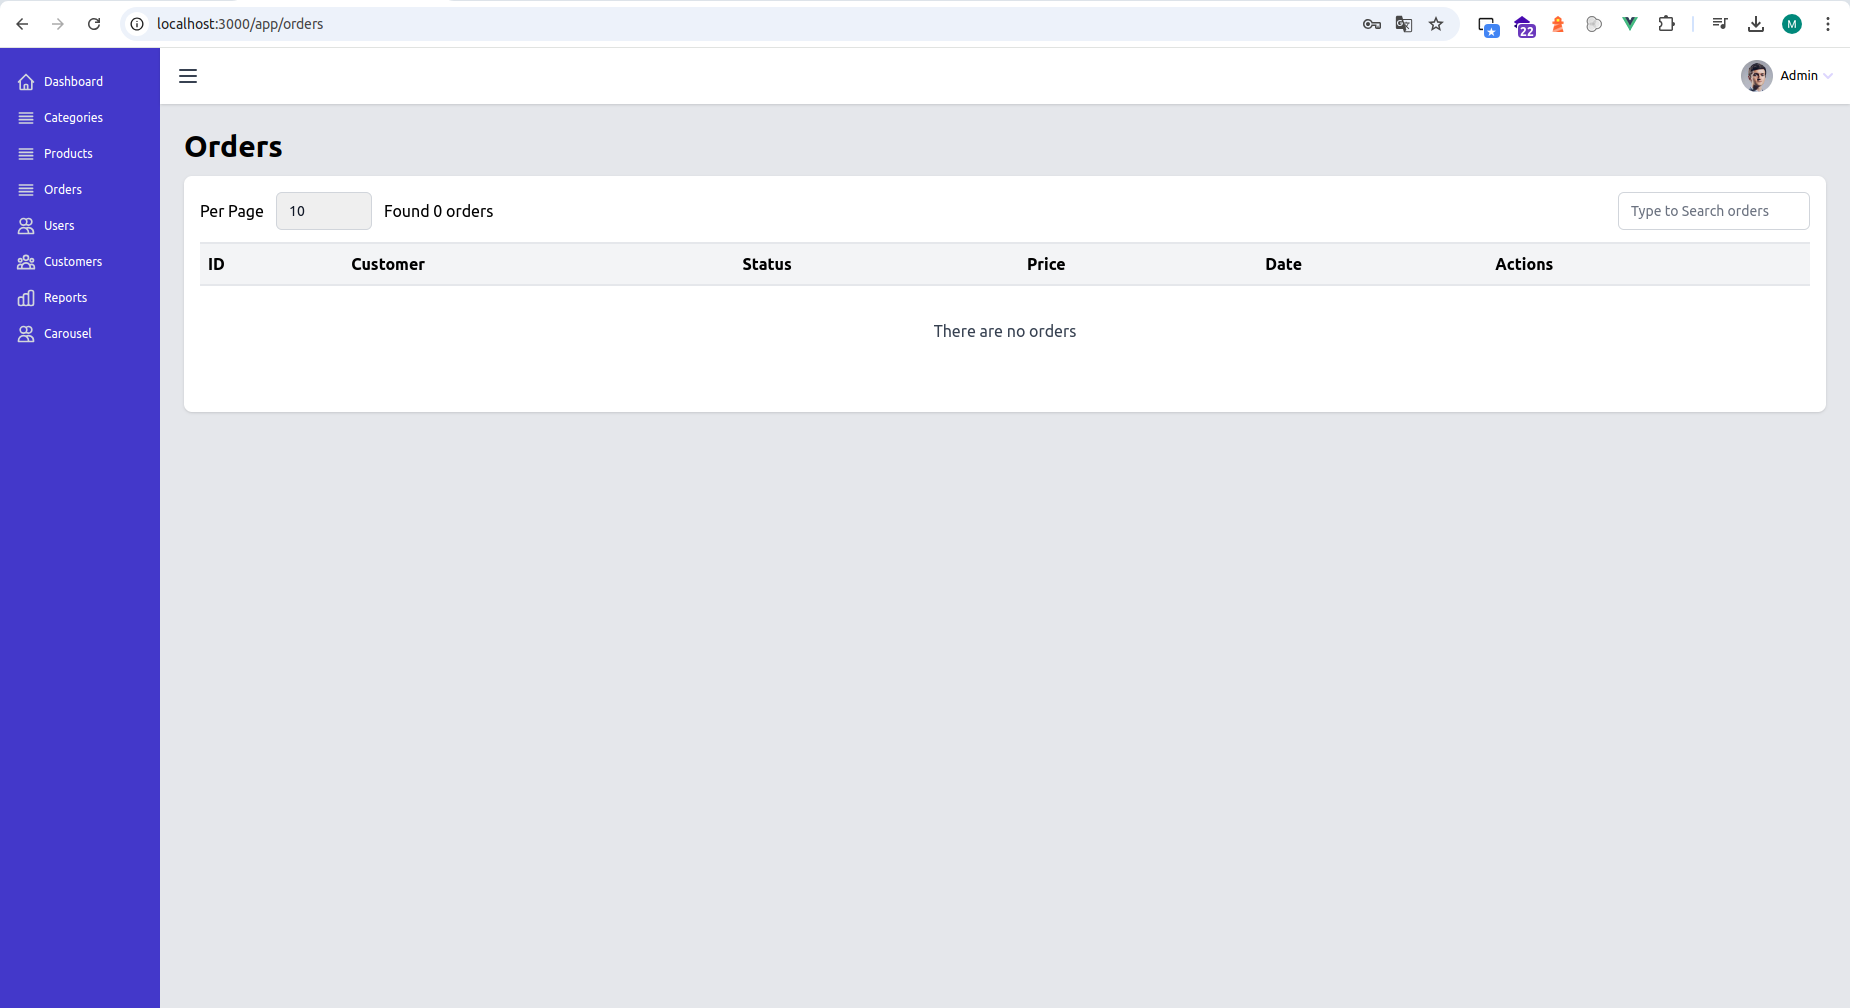 localhost:3000/app/orders
22
M
Dashboard
Categories
Products
Orders
Users
Customers
Reports
Carousel
Admin
Orders
Per Page 10 Found 0 orders Type to Search orders
ID Customer Status Price Date Actions
There are no orders